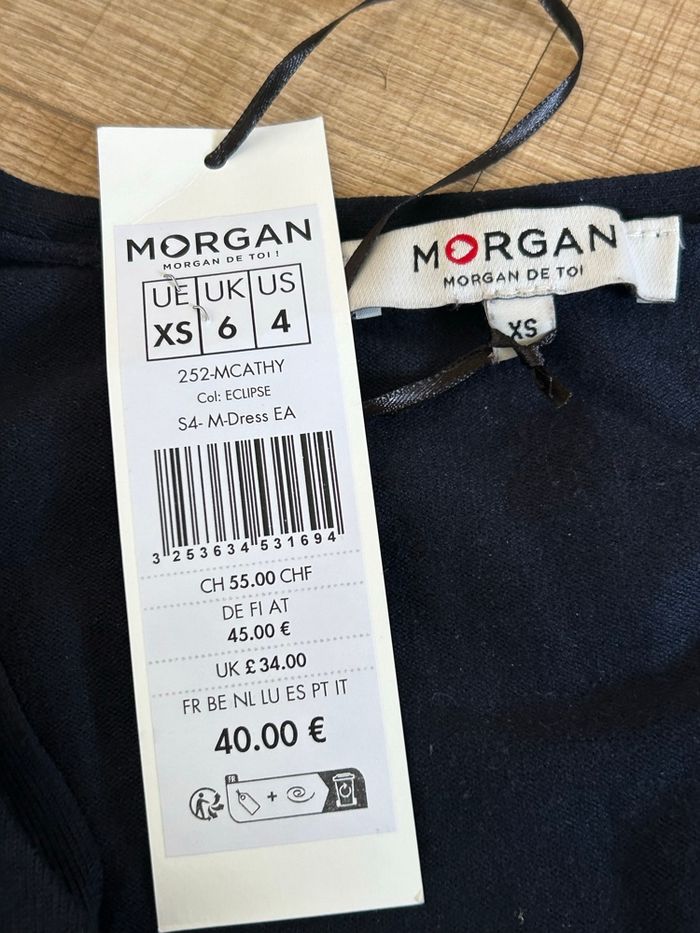 MORGAN
MORGAN DE TOI !
UE UK US
XS 6 4
252-MCATHY
Col: ECLIPSE
S4- M-Dress EA
3 253634 531694
CH 55.00 CHF
DE FI AT
45.00 €
UK £ 34.00
FR BE NL LU ES PT IT
40.00 €
FR
+
MORGAN
MORGAN DE TOI
XS